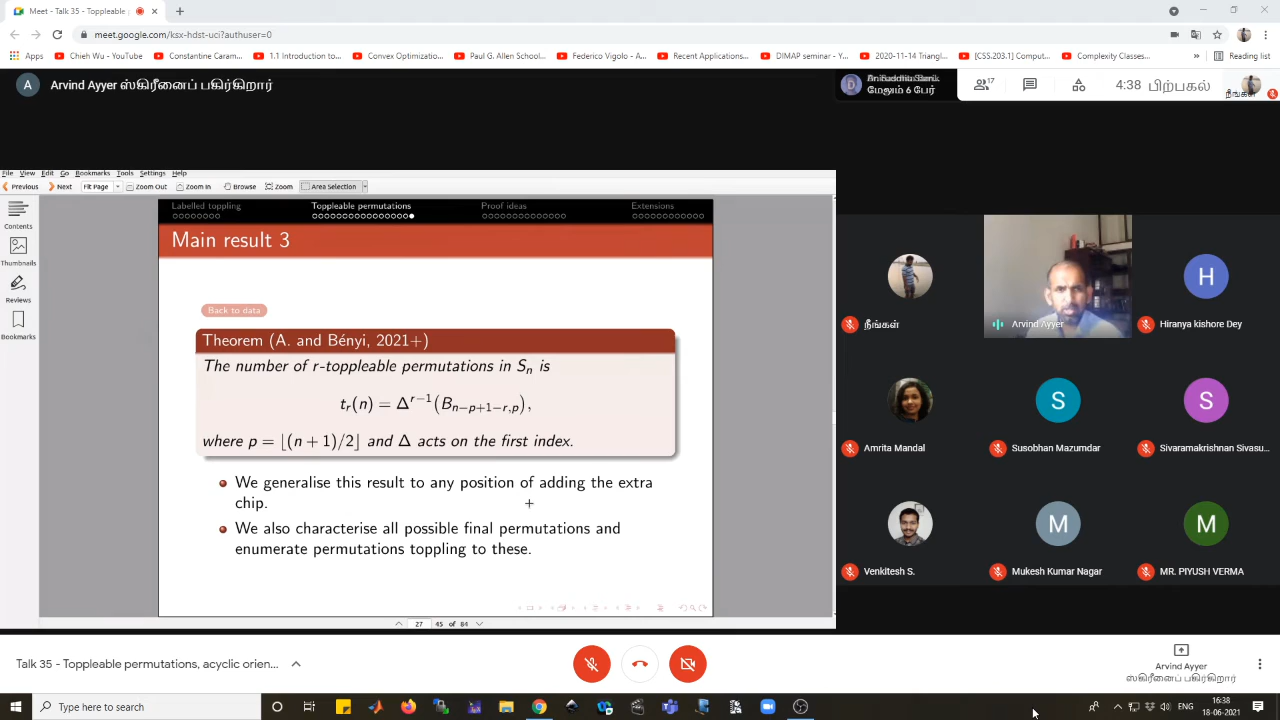 Meet - Talk 35 - Toppleable
meet.google.com/ksx-hdst-uci?authuser=0
Apps Chieh Wu - YouTube Constantine Caram... 1.1 Introduction to... Convex Optimizatio... Paul G. Allen School... Federico Vigolo - A... Recent Applications... DIMAP seminar - Y... 2020-11-14 Triangl... [CSS.203.1] Comput... Complexity Classes... » Reading list
A Arvind Ayyer ஸ்கிரீனைப் பகிர்கிறார்
D மேலும் 6 பேர்
17
4:38 பிற்பகல்
நீங்கள்
File View Edit Go Bookmarks Tools Settings Help
Previous Next Fit Page Zoom Out Zoom In Browse Zoom Area Selection
Contents
Thumbnails
Reviews
Bookmarks
Labelled toppling Toppleable permutations Proof ideas Extensions
Main result 3
Back to data
Theorem (A. and Bényi, 2021+)
The number of r-toppleable permutations in Sₙ is
tᵣ(n) = Δʳ⁻¹(Bₙ₋ₚ₊₁₋ᵣ,ₚ),
where p = ⌊(n + 1)/2⌋ and Δ acts on the first index.
We generalise this result to any position of adding the extra
chip.
We also characterise all possible final permutations and
enumerate permutations toppling to these.
27 45 of 84
நீங்கள்
Arvind Ayyer
H
Hiranya kishore Dey
Amrita Mandal
S
Susobhan Mazumdar
S
Sivaramakrishnan Sivasu...
Venkitesh S.
M
Mukesh Kumar Nagar
M
MR. PIYUSH VERMA
Talk 35 - Toppleable permutations, acyclic orien...
Arvind Ayyer
ஸ்கிரீனைப் பகிர்கிறார்
Type here to search
ENG
16:38
18-06-2021